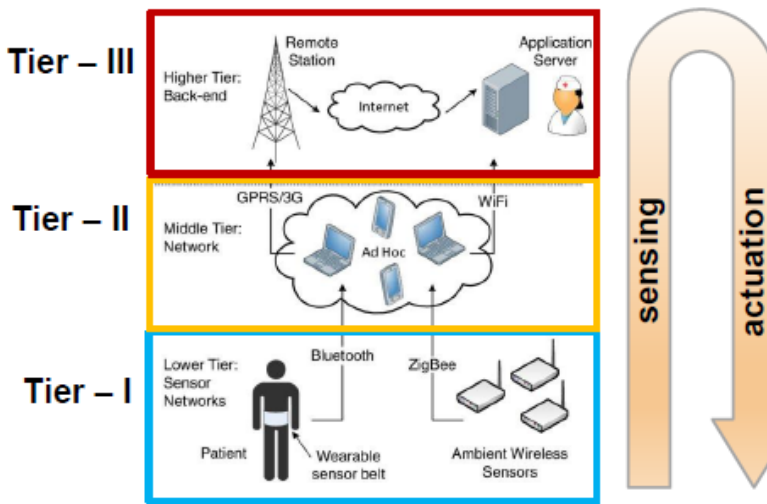 Tier – III
Higher Tier:
Back-end
Remote
Station
Internet
Application
Server
Tier – II
GPRS/3G
WiFi
Middle Tier:
Network
Ad Hoc
Tier – I
Lower Tier:
Sensor
Networks
Bluetooth
ZigBee
Patient
Wearable
sensor belt
Ambient Wireless
Sensors
sensing
actuation